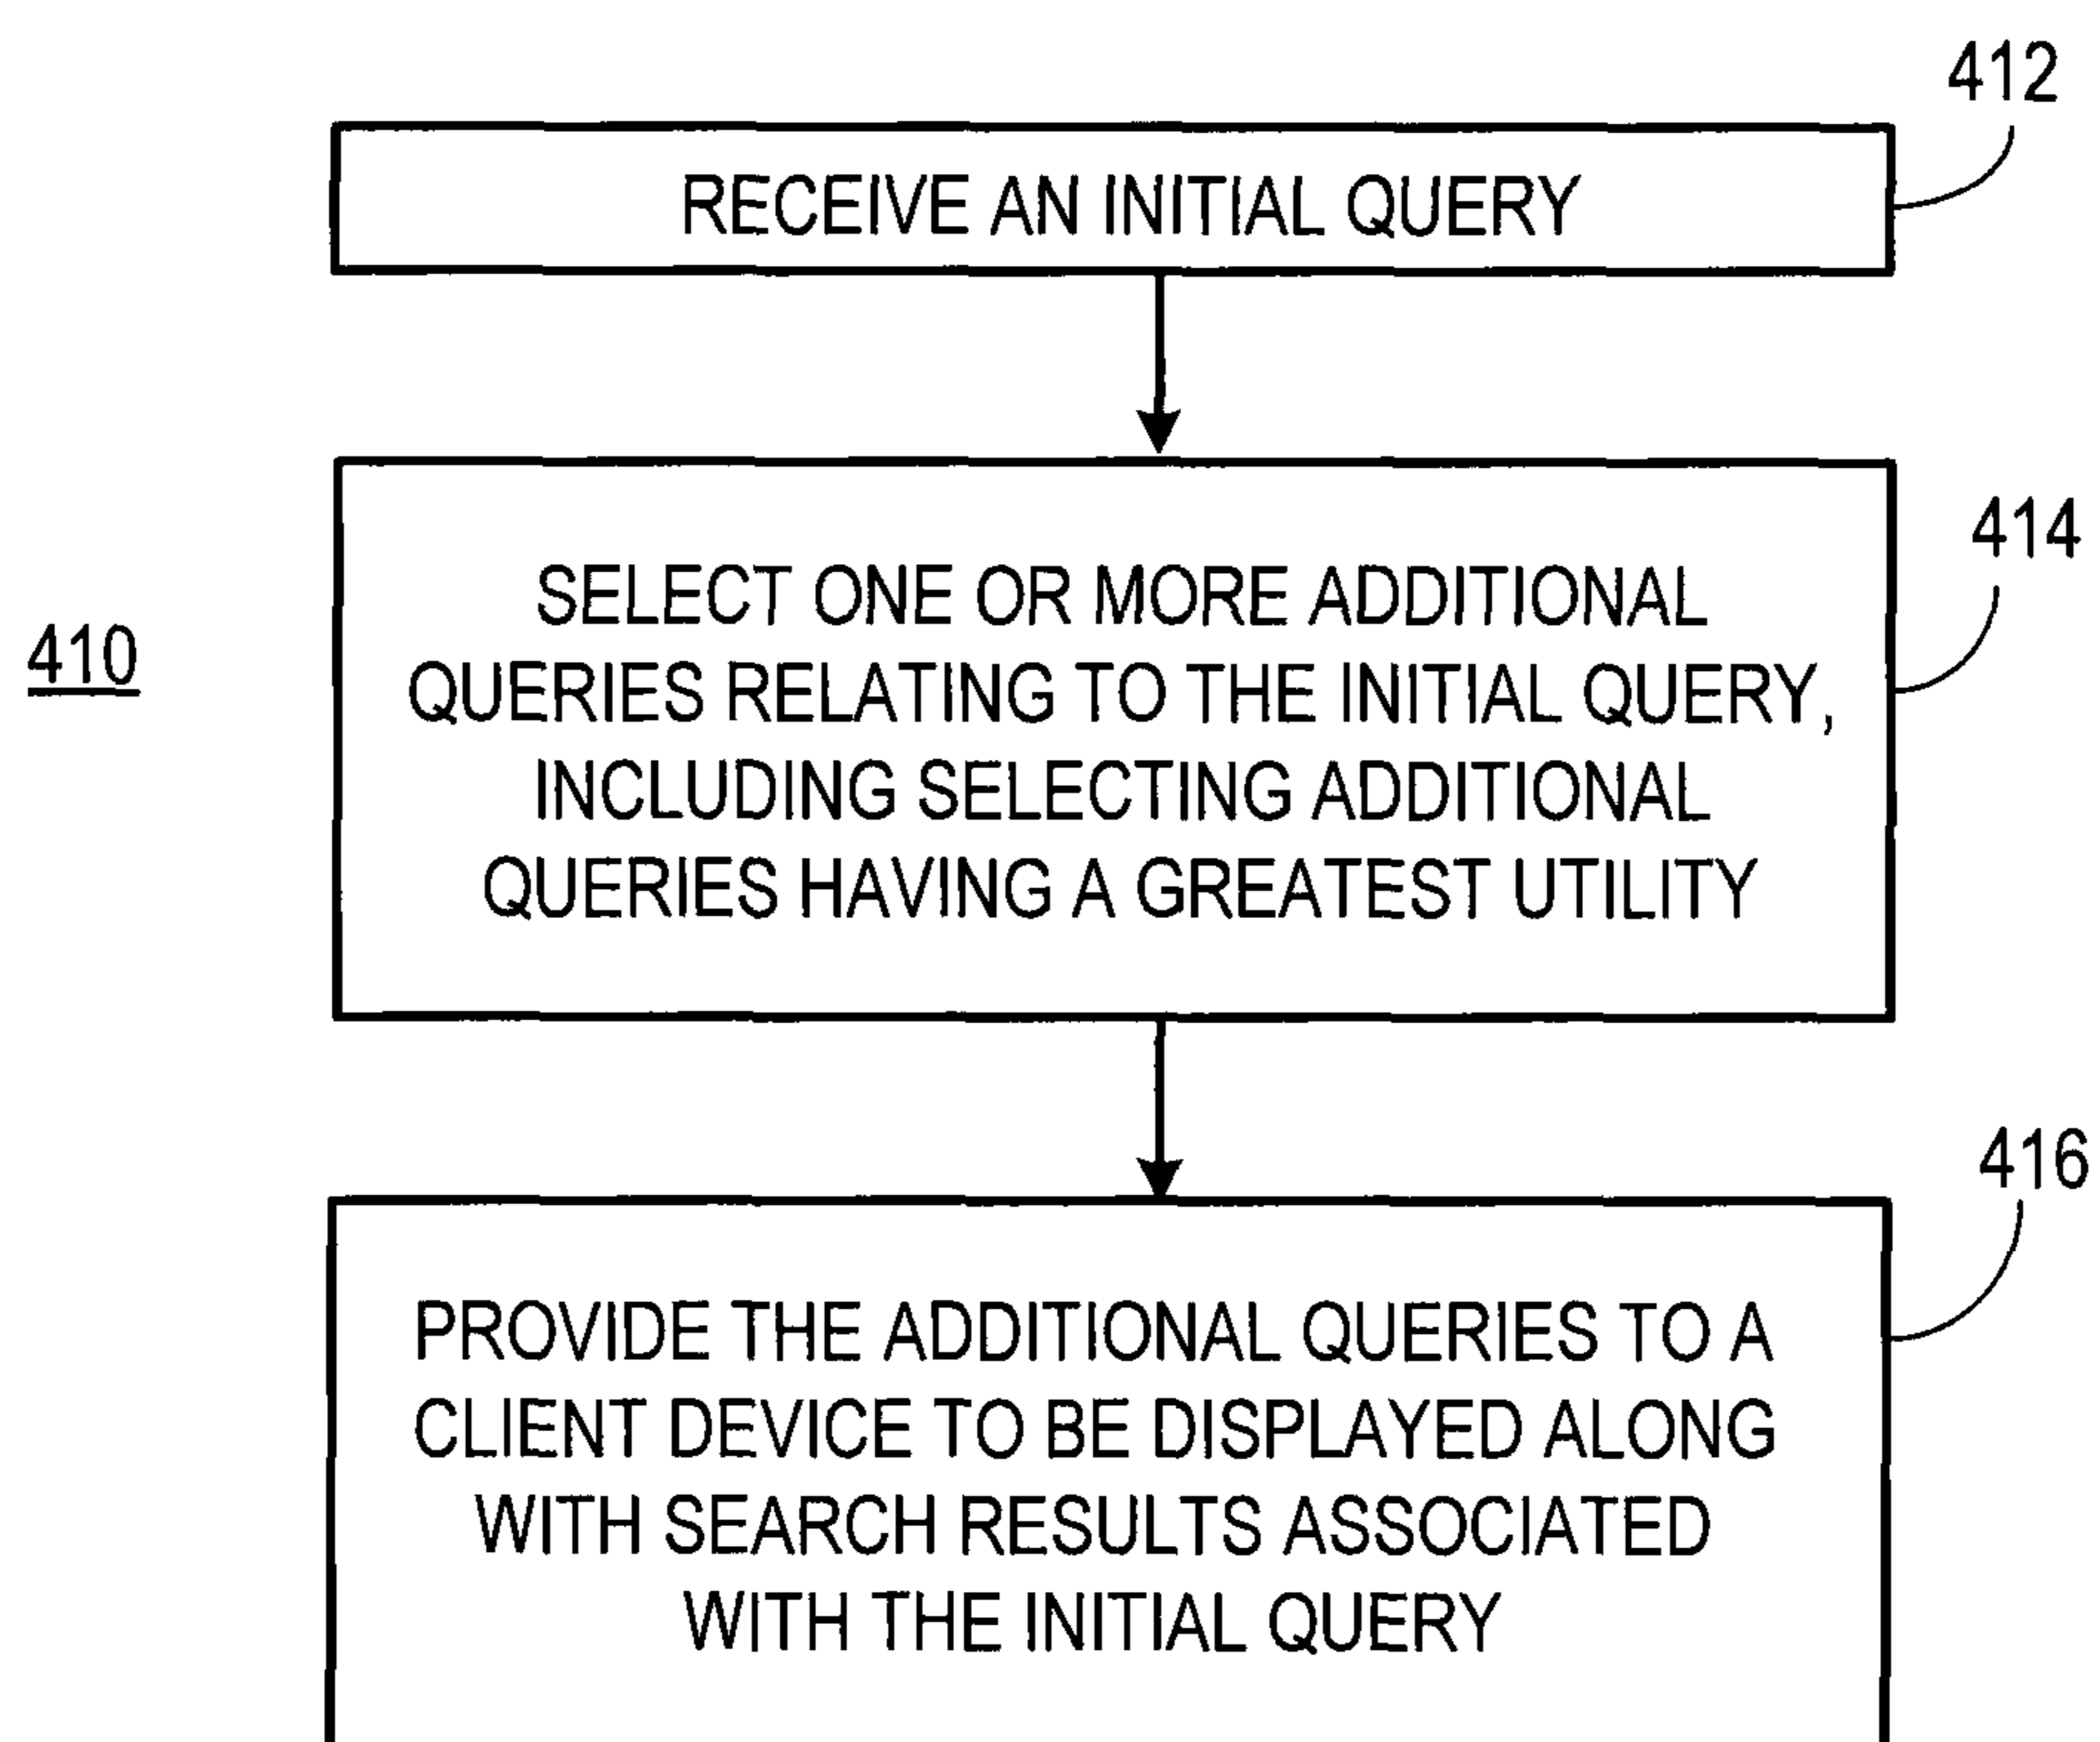 412
RECEIVE AN INITIAL QUERY
414
SELECT ONE OR MORE ADDITIONAL
QUERIES RELATING TO THE INITIAL QUERY,
INCLUDING SELECTING ADDITIONAL
QUERIES HAVING A GREATEST UTILITY
410
416
PROVIDE THE ADDITIONAL QUERIES TO A
CLIENT DEVICE TO BE DISPLAYED ALONG
WITH SEARCH RESULTS ASSOCIATED
WITH THE INITIAL QUERY